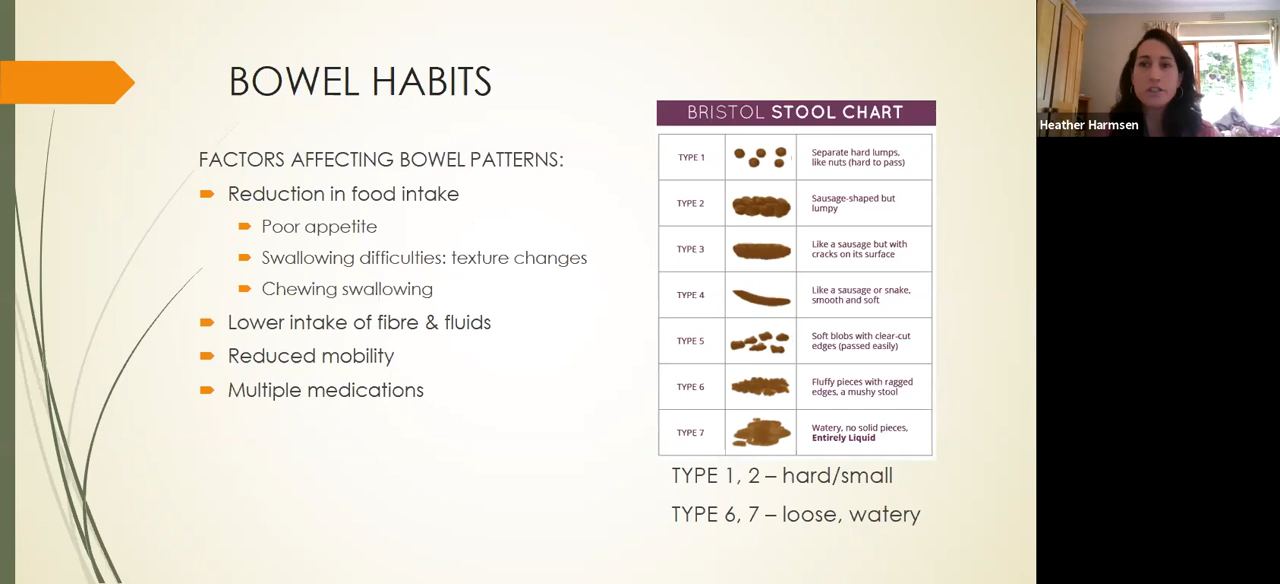 BOWEL HABITS
FACTORS AFFECTING BOWEL PATTERNS:
Reduction in food intake
Poor appetite
Swallowing difficulties: texture changes
Chewing swallowing
Lower intake of fibre & fluids
Reduced mobility
Multiple medications
BRISTOL STOOL CHART
TYPE 1
Separate hard lumps,
like nuts (hard to pass)
TYPE 2
Sausage-shaped but
lumpy
TYPE 3
Like a sausage but with
cracks on its surface
TYPE 4
Like a sausage or snake,
smooth and soft
TYPE 5
Soft blobs with clear-cut
edges (passed easily)
TYPE 6
Fluffy pieces with ragged
edges, a mushy stool
TYPE 7
Watery, no solid pieces,
Entirely Liquid
TYPE 1, 2 – hard/small
TYPE 6, 7 – loose, watery
Heather Harmsen